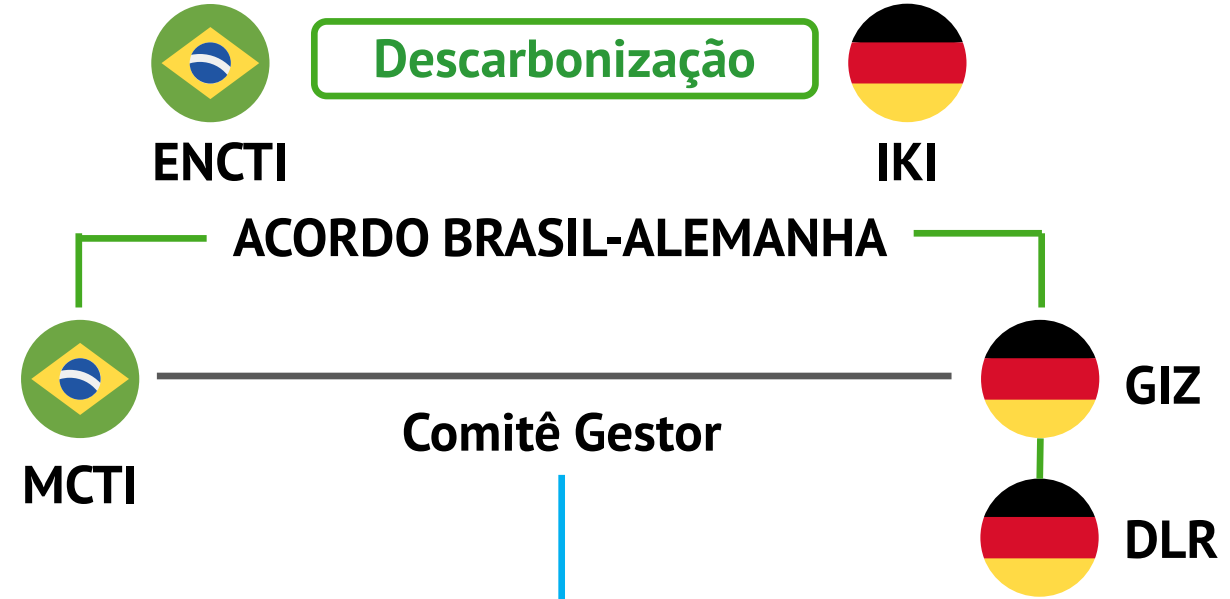 Descarbonização
ENCTI
IKI
ACORDO BRASIL-ALEMANHA
GIZ
Comitê Gestor
MCTI
DLR